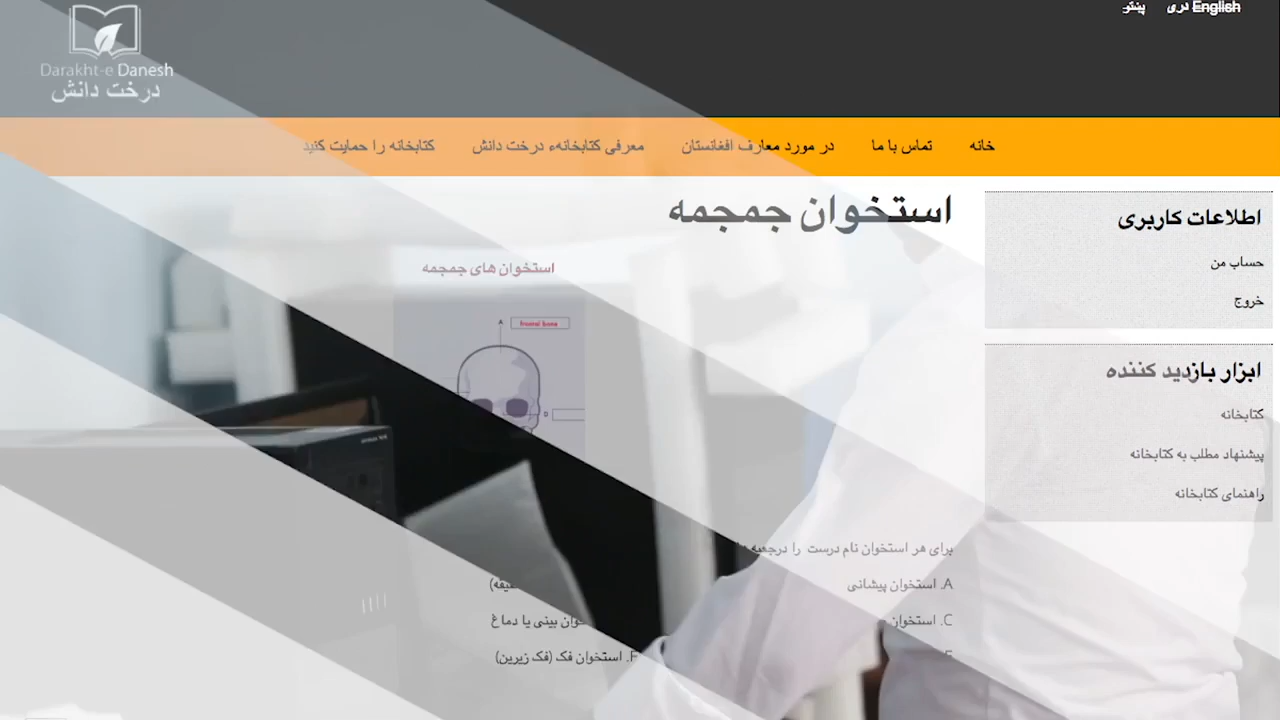 English دری پښتو
Darakht-e Danesh
درخت دانش
خانه تماس با ما در مورد معارف افغانستان معرفی کتابخانهء درخت دانش کتابخانه را حمایت کنید
استخوان جمجمه
اطلاعات کاربری
حساب من
خروج
استخوان های جمجمه
frontal bone
A
D
ابزار بازدید کننده
کتابخانه
پیشنهاد مطلب به کتابخانه
راهنمای کتابخانه
برای هر استخوان نام درست را درجعبه
A. استخوان پیشانی
C. استخوان بینی یا دماغ
F. استخوان فک (فک زیرین)